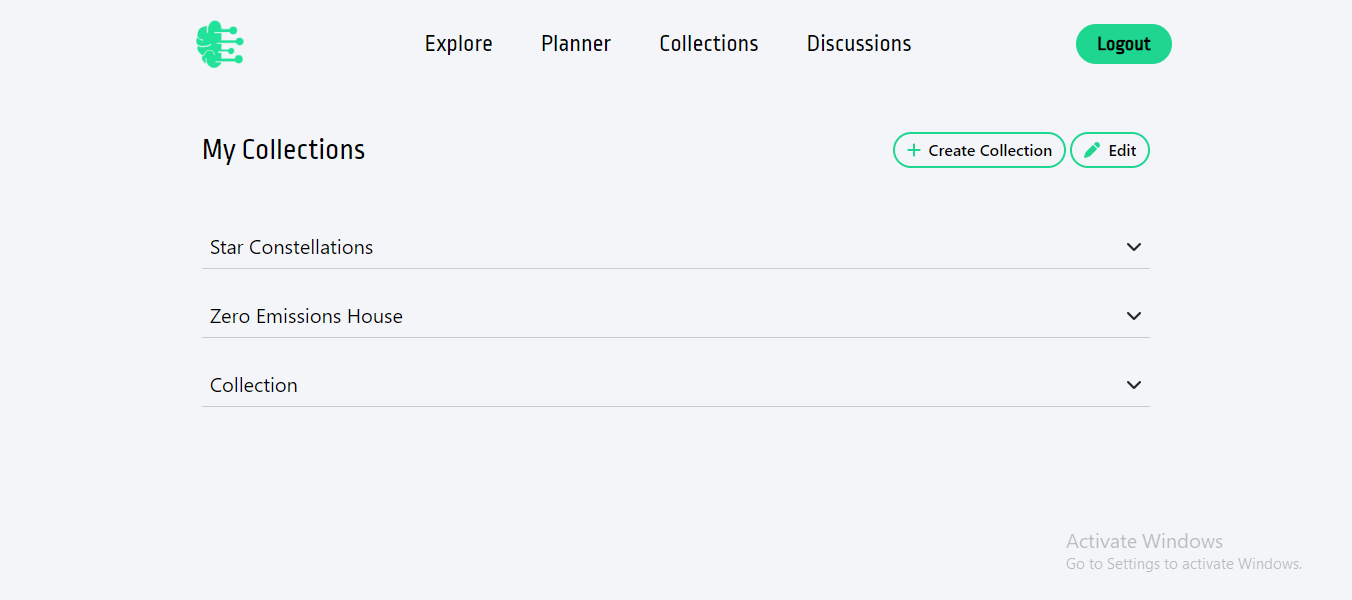 Explore Planner Collections Discussions Logout
My Collections Create Collection Edit
Star Constellations
Zero Emissions House
Collection
Activate Windows
Go to Settings to activate Windows.